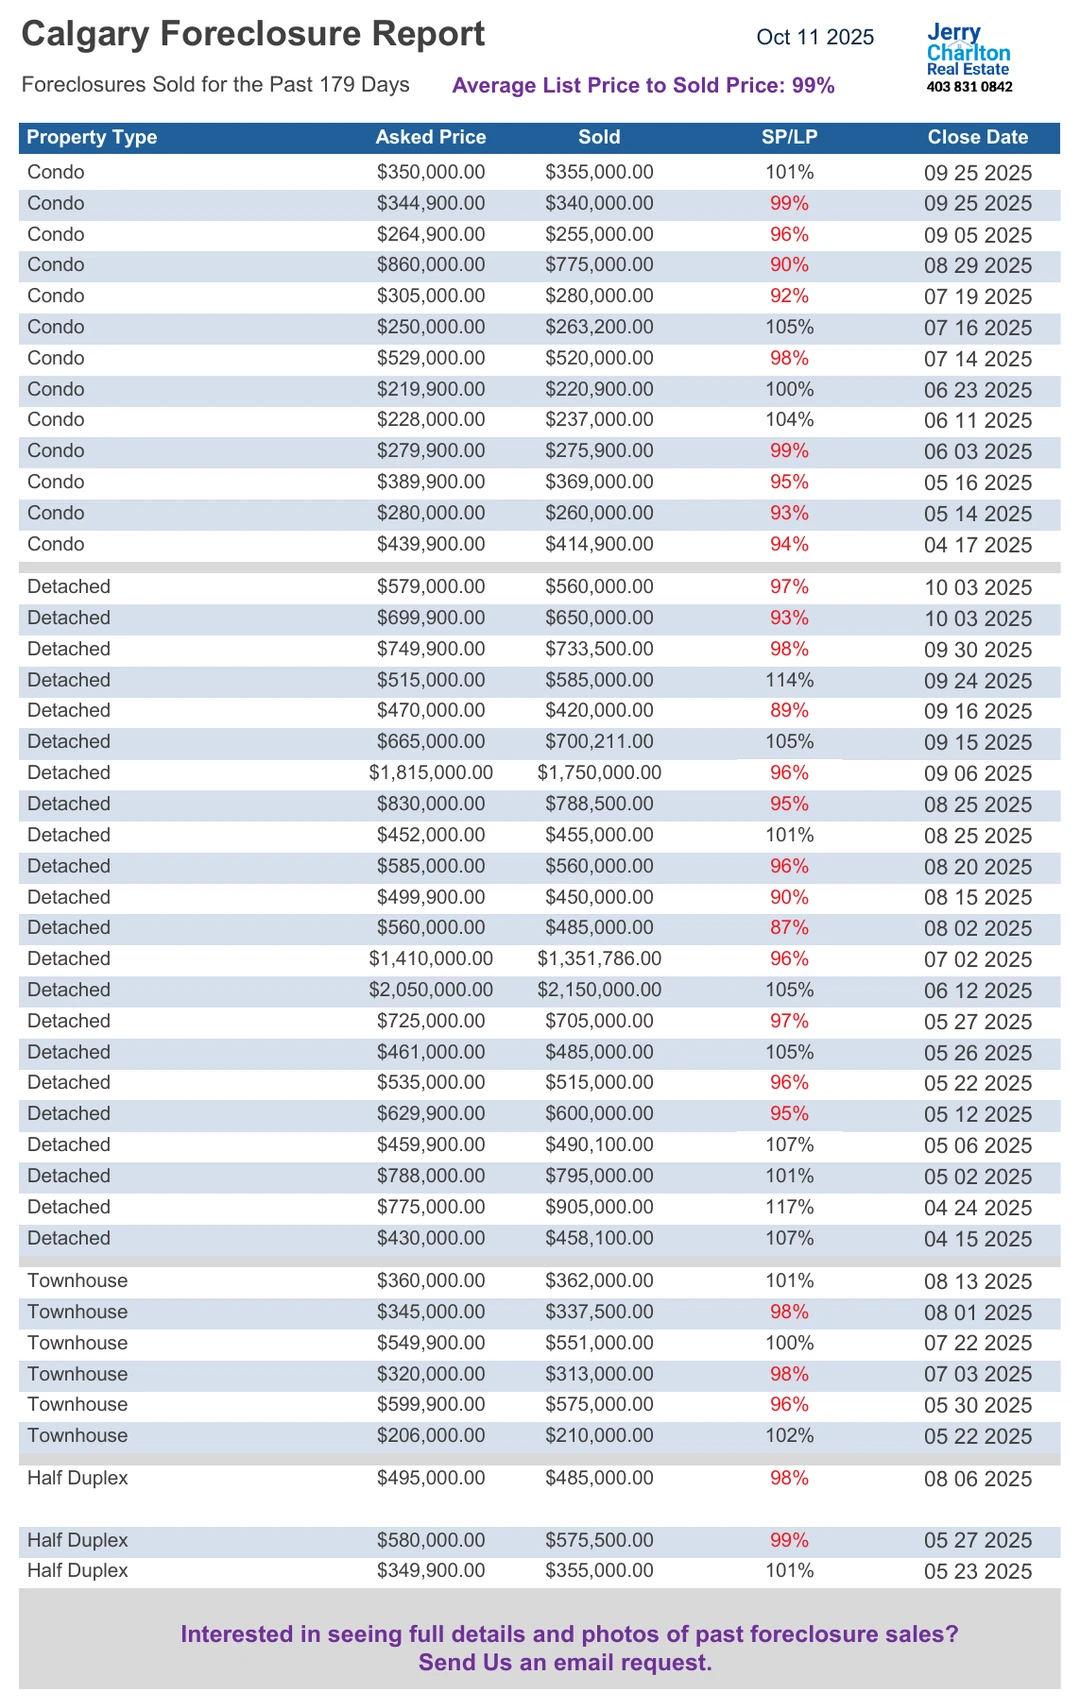 Calgary Foreclosure Report
Oct 11 2025
Jerry
Charlton
Real Estate
403 831 0842
Foreclosures Sold for the Past 179 Days
Average List Price to Sold Price: 99%
Property Type Asked Price Sold SP/LP Close Date
Condo $350,000.00 $355,000.00 101% 09 25 2025
Condo $344,900.00 $340,000.00 99% 09 25 2025
Condo $264,900.00 $255,000.00 96% 09 05 2025
Condo $860,000.00 $775,000.00 90% 08 29 2025
Condo $305,000.00 $280,000.00 92% 07 19 2025
Condo $250,000.00 $263,200.00 105% 07 16 2025
Condo $529,000.00 $520,000.00 98% 07 14 2025
Condo $219,900.00 $220,900.00 100% 06 23 2025
Condo $228,000.00 $237,000.00 104% 06 11 2025
Condo $279,900.00 $275,900.00 99% 06 03 2025
Condo $389,900.00 $369,000.00 95% 05 16 2025
Condo $280,000.00 $260,000.00 93% 05 14 2025
Condo $439,900.00 $414,900.00 94% 04 17 2025
Detached $579,000.00 $560,000.00 97% 10 03 2025
Detached $699,900.00 $650,000.00 93% 10 03 2025
Detached $749,900.00 $733,500.00 98% 09 30 2025
Detached $515,000.00 $585,000.00 114% 09 24 2025
Detached $470,000.00 $420,000.00 89% 09 16 2025
Detached $665,000.00 $700,211.00 105% 09 15 2025
Detached $1,815,000.00 $1,750,000.00 96% 09 06 2025
Detached $830,000.00 $788,500.00 95% 08 25 2025
Detached $452,000.00 $455,000.00 101% 08 25 2025
Detached $585,000.00 $560,000.00 96% 08 20 2025
Detached $499,900.00 $450,000.00 90% 08 15 2025
Detached $560,000.00 $485,000.00 87% 08 02 2025
Detached $1,410,000.00 $1,351,786.00 96% 07 02 2025
Detached $2,050,000.00 $2,150,000.00 105% 06 12 2025
Detached $725,000.00 $705,000.00 97% 05 27 2025
Detached $461,000.00 $485,000.00 105% 05 26 2025
Detached $535,000.00 $515,000.00 96% 05 22 2025
Detached $629,900.00 $600,000.00 95% 05 12 2025
Detached $459,900.00 $490,100.00 107% 05 06 2025
Detached $788,000.00 $795,000.00 101% 05 02 2025
Detached $775,000.00 $905,000.00 117% 04 24 2025
Detached $430,000.00 $458,100.00 107% 04 15 2025
Townhouse $360,000.00 $362,000.00 101% 08 13 2025
Townhouse $345,000.00 $337,500.00 98% 08 01 2025
Townhouse $549,900.00 $551,000.00 100% 07 22 2025
Townhouse $320,000.00 $313,000.00 98% 07 03 2025
Townhouse $599,900.00 $575,000.00 96% 05 30 2025
Townhouse $206,000.00 $210,000.00 102% 05 22 2025
Half Duplex $495,000.00 $485,000.00 98% 08 06 2025
Half Duplex $580,000.00 $575,500.00 99% 05 27 2025
Half Duplex $349,900.00 $355,000.00 101% 05 23 2025
Interested in seeing full details and photos of past foreclosure sales?
Send Us an email request.